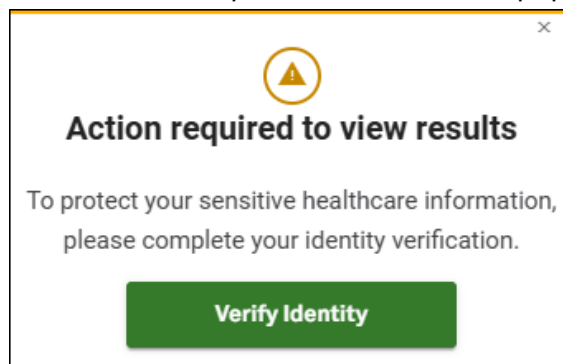 Action required to view results
To protect your sensitive healthcare information,
please complete your identity verification.
Verify Identity